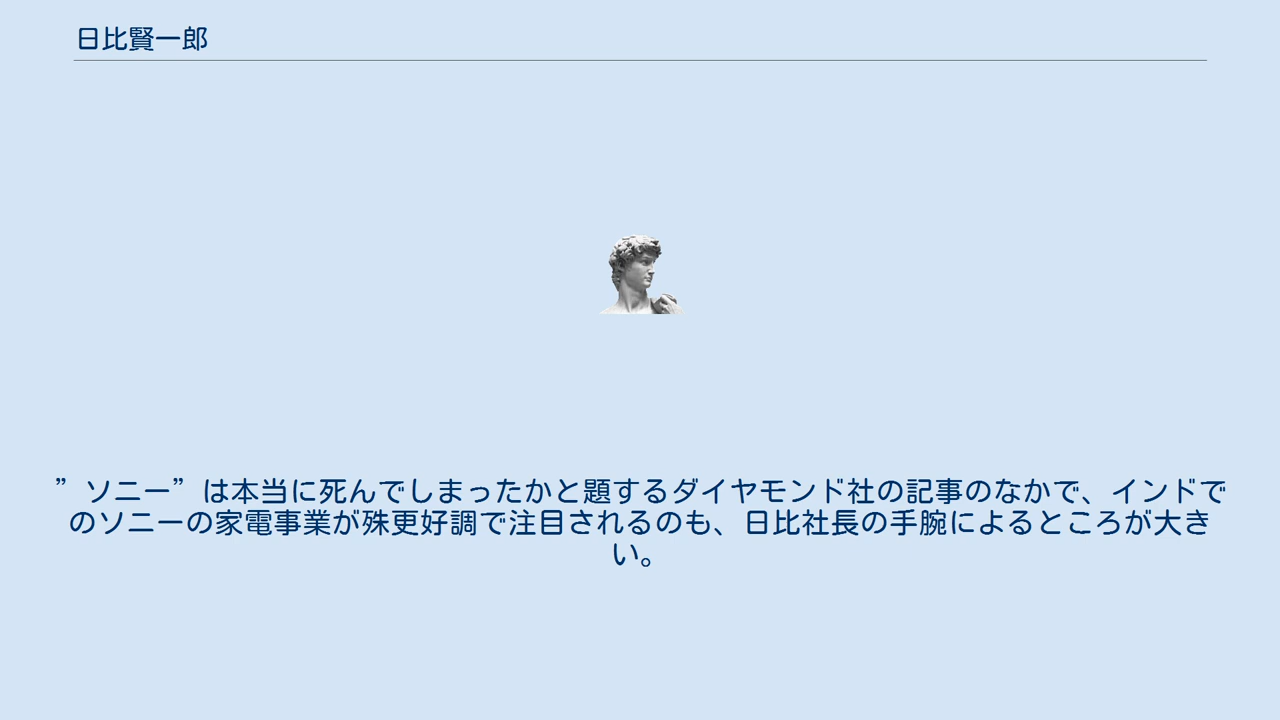 日比賢一郎
”ソニー”は本当に死んでしまったかと題するダイヤモンド社の記事のなかで、インドで
のソニーの家電事業が殊更好調で注目されるのも、日比社長の手腕によるところが大き
い。